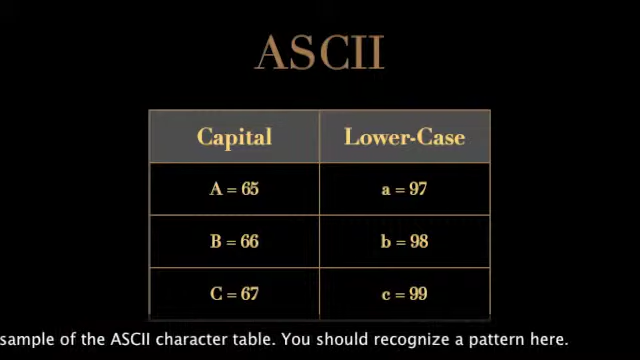 ASCII
Capital Lower-Case
A = 65 a = 97
B = 66 b = 98
C = 67 c = 99
sample of the ASCII character table. You should recognize a pattern here.